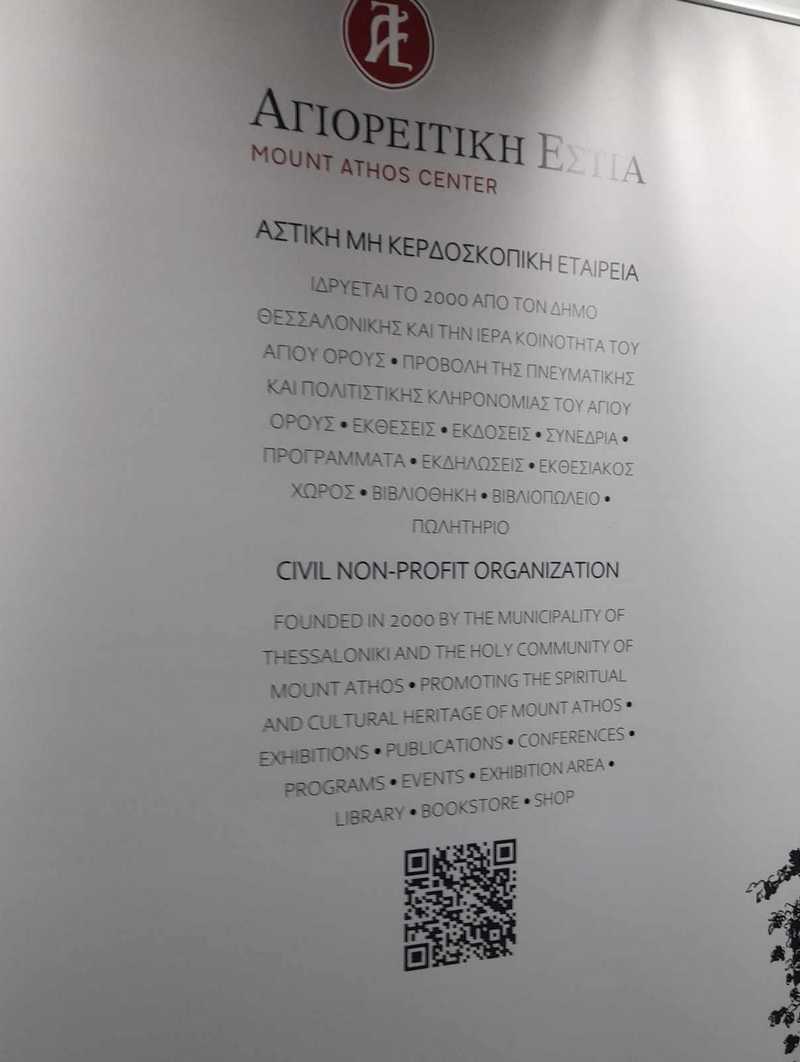 ΑΓΙΟΡΕΙΤΙΚΗ ΕΣΤΙΑ
MOUNT ATHOS CENTER
ΑΣΤΙΚΗ ΜΗ ΚΕΡΔΟΣΚΟΠΙΚΗ ΕΤΑΙΡΕΙΑ
ΙΔΡΥΕΤΑΙ ΤΟ 2000 ΑΠΟ ΤΟΝ ΔΗΜΟ
ΘΕΣΣΑΛΟΝΙΚΗΣ ΚΑΙ ΤΗΝ ΙΕΡΑ ΚΟΙΝΟΤΗΤΑ ΤΟΥ
ΑΓΙΟΥ ΟΡΟΥΣ • ΠΡΟΒΟΛΗ ΤΗΣ ΠΝΕΥΜΑΤΙΚΗΣ
ΚΑΙ ΠΟΛΙΤΙΣΤΙΚΗΣ ΚΛΗΡΟΝΟΜΙΑΣ ΤΟΥ ΑΓΙΟΥ
ΟΡΟΥΣ • ΕΚΘΕΣΕΙΣ • ΕΚΔΟΣΕΙΣ • ΣΥΝΕΔΡΙΑ •
ΠΡΟΓΡΑΜΜΑΤΑ • ΕΚΔΗΛΩΣΕΙΣ • ΕΚΘΕΣΙΑΚΟΣ
ΧΩΡΟΣ • ΒΙΒΛΙΟΘΗΚΗ • ΒΙΒΛΙΟΠΩΛΕΙΟ •
ΠΩΛΗΤΗΡΙΟ
CIVIL NON-PROFIT ORGANIZATION
FOUNDED IN 2000 BY THE MUNICIPALITY OF
THESSALONIKI AND THE HOLY COMMUNITY OF
MOUNT ATHOS • PROMOTING THE SPIRITUAL
AND CULTURAL HERITAGE OF MOUNT ATHOS •
EXHIBITIONS • PUBLICATIONS • CONFERENCES •
PROGRAMS • EVENTS • EXHIBITION AREA •
LIBRARY • BOOKSTORE • SHOP